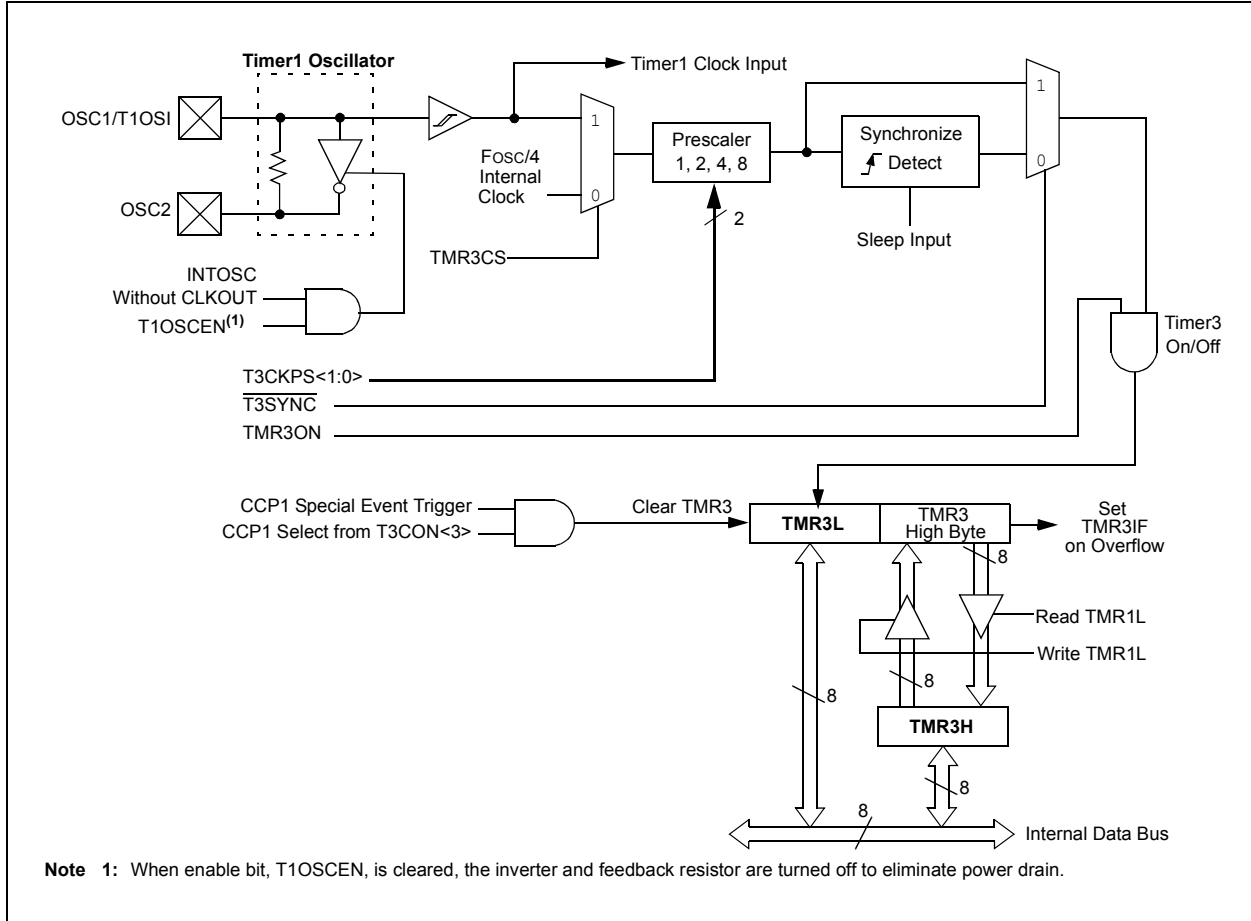 Timer1 Oscillator
Timer1 Clock Input
OSC1/T1OSI
1
1
Prescaler
1, 2, 4, 8
Synchronize
Detect
FOSC/4
Internal
Clock
0
0
OSC2
2
Sleep Input
TMR3CS
INTOSC
Without CLKOUT
T1OSCEN(1)
Timer3
On/Off
T3CKPS<1:0>
T3SYNC
TMR3ON
CCP1 Special Event Trigger
CCP1 Select from T3CON<3>
Clear TMR3
TMR3L
TMR3
High Byte
Set
TMR3IF
on Overflow
8
Read TMR1L
Write TMR1L
8
8
TMR3H
8
8
Internal Data Bus
Note 1: When enable bit, T1OSCEN, is cleared, the inverter and feedback resistor are turned off to eliminate power drain.